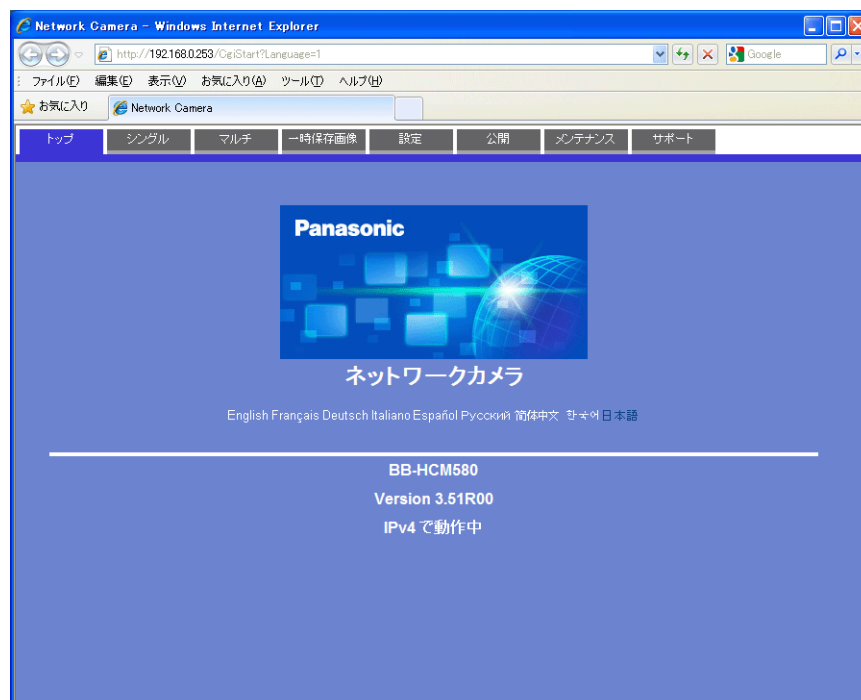 Network Camera - Windows Internet Explorer
http://192.168.0.253/CgiStart?Language=1
Google
ファイル(F) 編集(E) 表示(V) お気に入り(A) ツール(T) ヘルプ(H)
お気に入り Network Camera
トップ シングル マルチ 一時保存画像 設定 公開 メンテナンス サポート
Panasonic
ネットワークカメラ
English Français Deutsch Italiano Español Русский 简体中文 한국어 日本語
BB-HCM580
Version 3.51R00
IPv4 で動作中